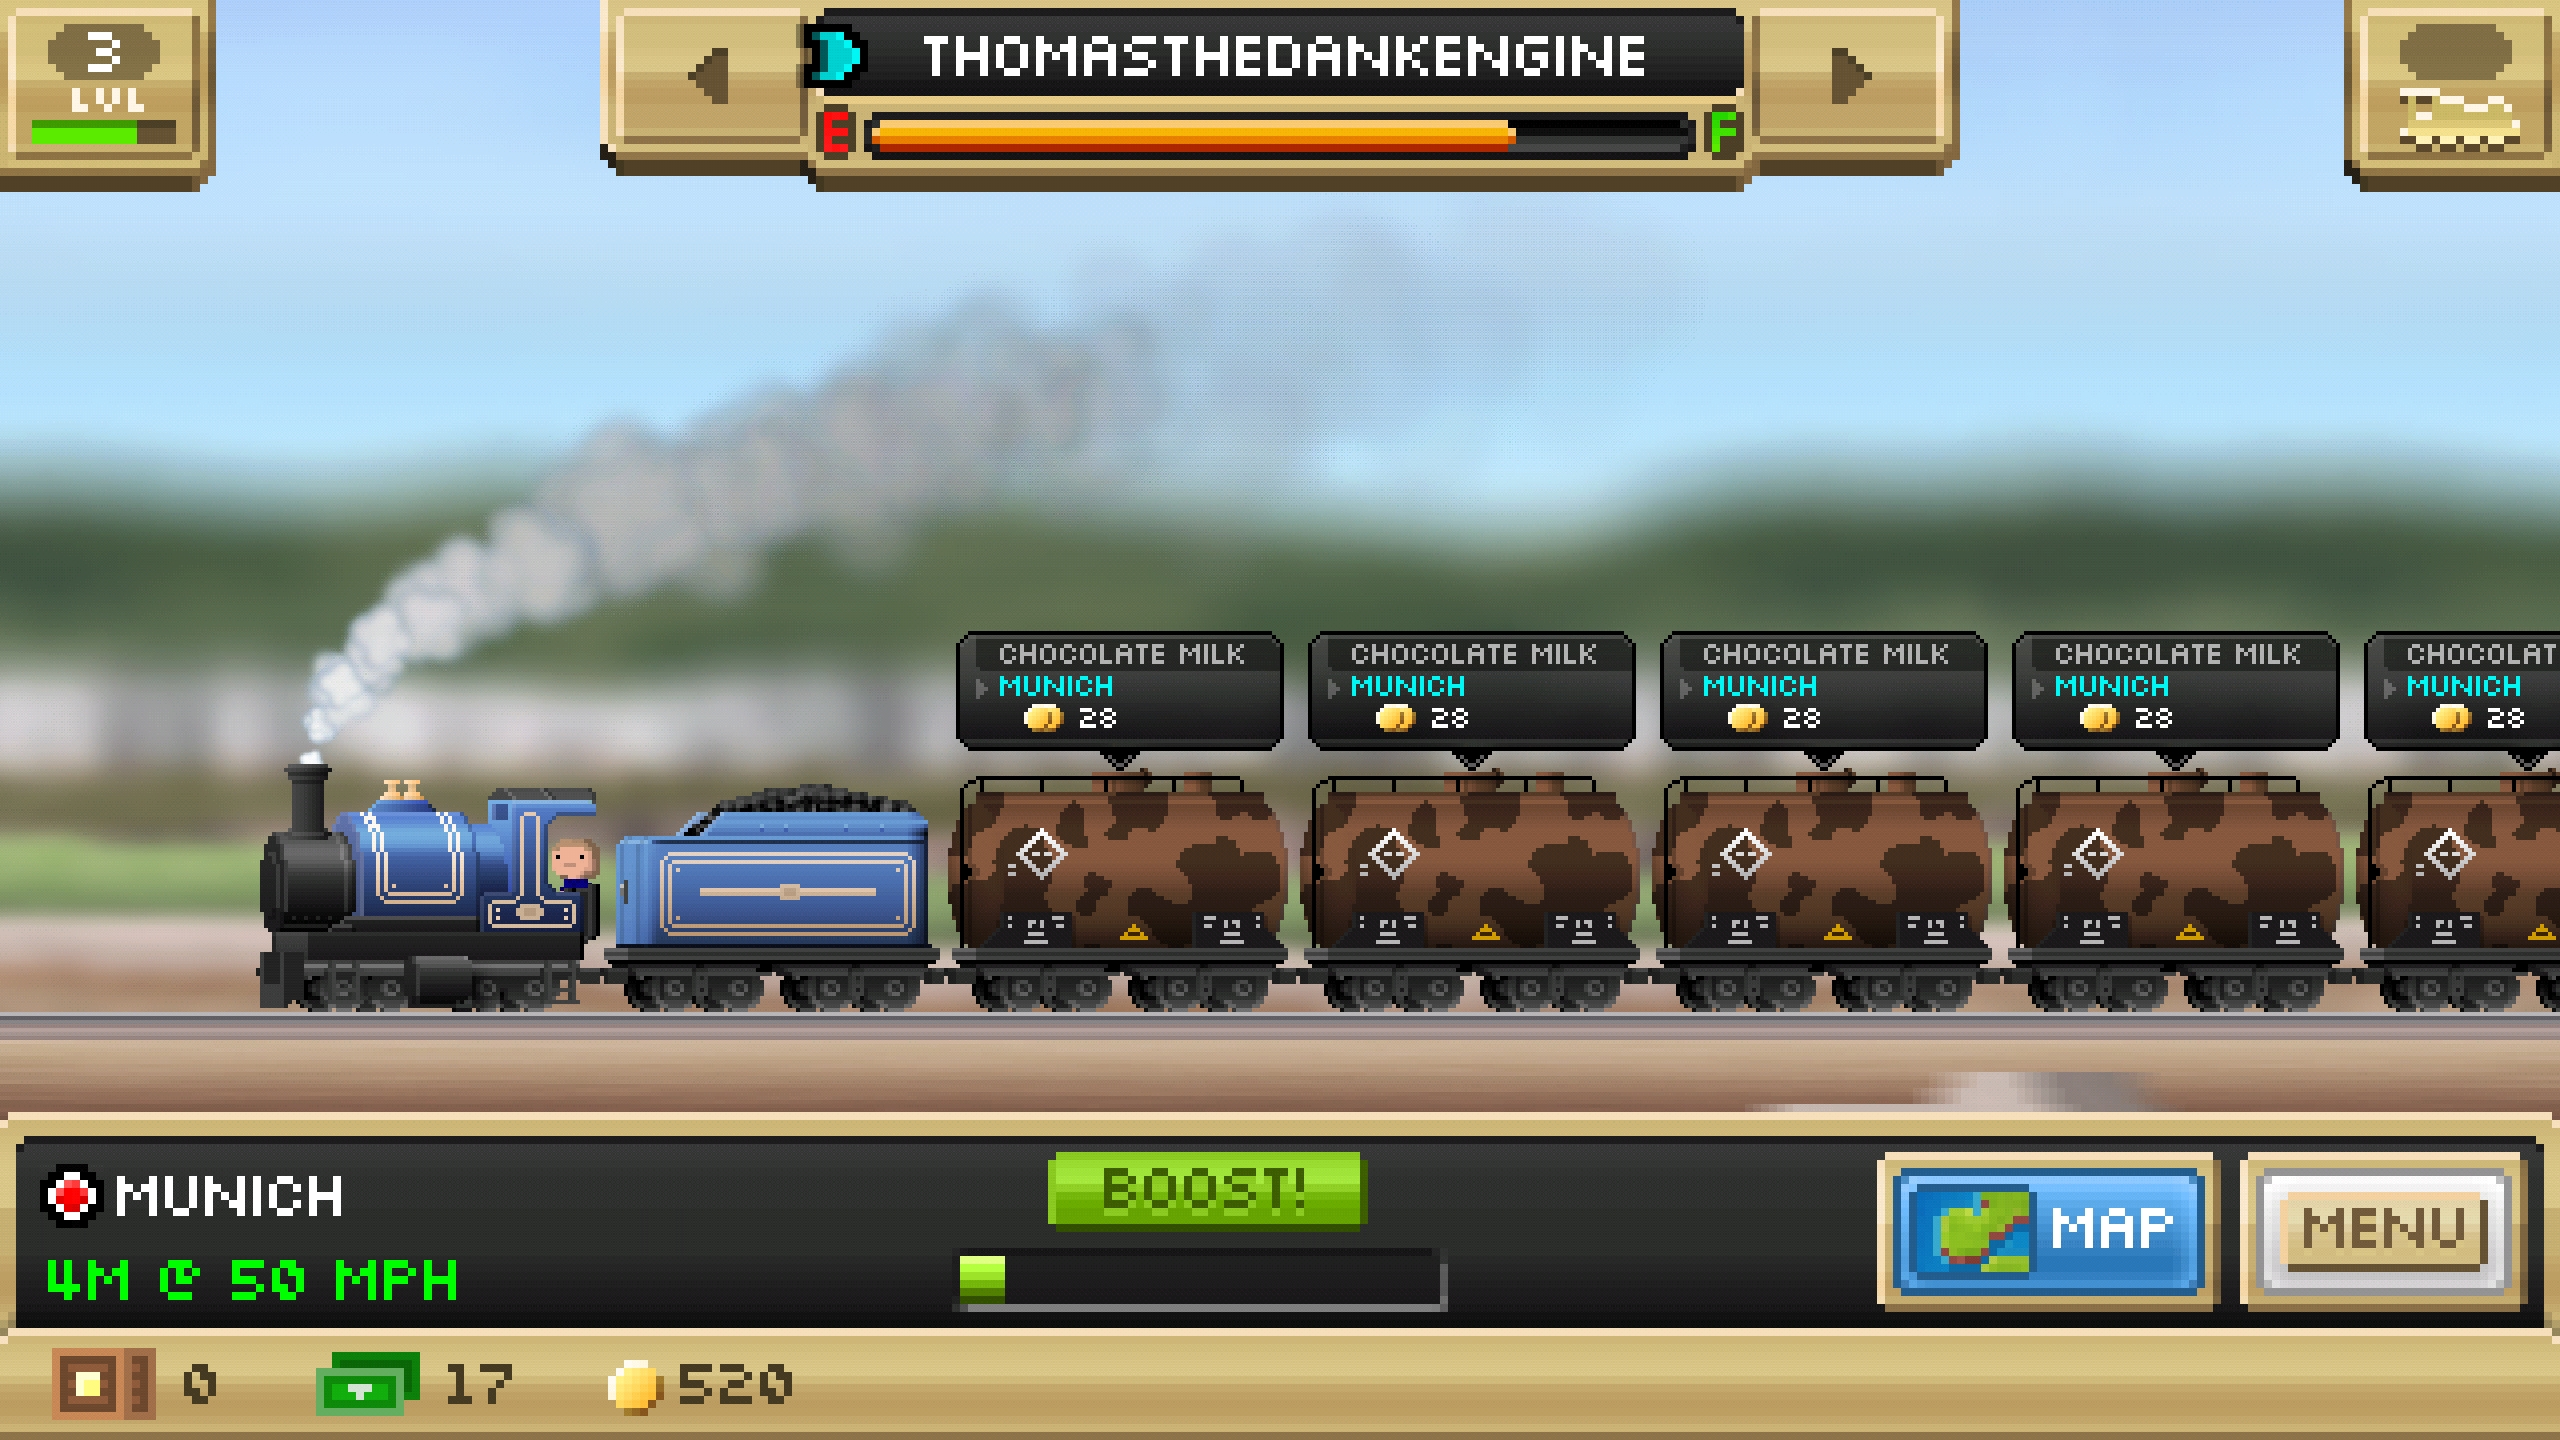 3
LVL
THOMASTHEDANKENGINE
E F
CHOCOLATE MILK
MUNICH
28
CHOCOLATE MILK
MUNICH
28
CHOCOLATE MILK
MUNICH
28
CHOCOLATE MILK
MUNICH
28
CHOCOLAT
MUNICH
28
MUNICH
BOOST!
MAP
MENU
4M @ 50 MPH
0
17
520